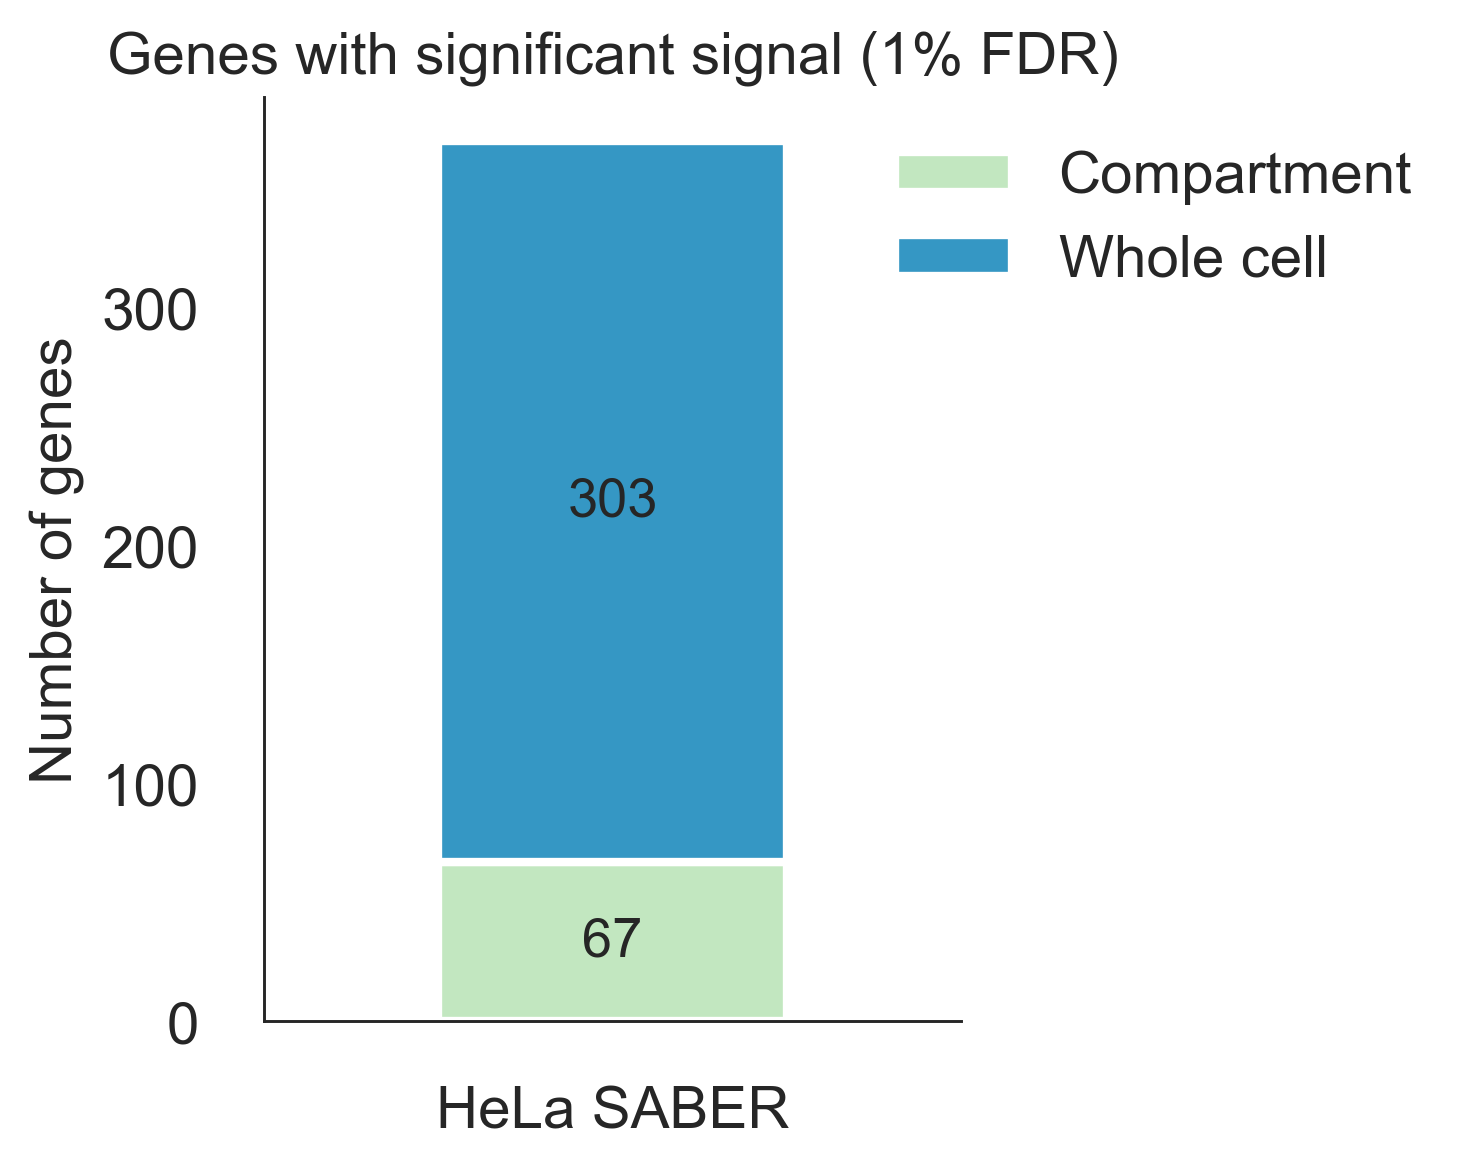 Genes with significant signal (1% FDR)
Compartment
Whole cell
Number of genes
300
200
100
0
303
67
HeLa SABER